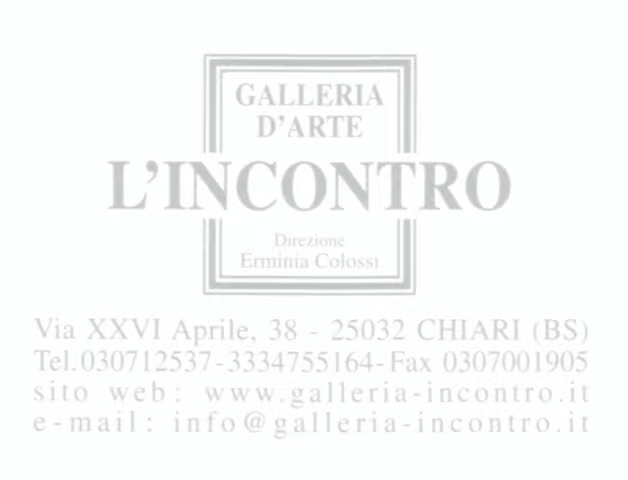 GALLERIA
D'ARTE
L'INCONTRO
Direzione
Erminia Colossi
Via XXVI Aprile, 38 - 25032 CHIARI (BS)
Tel.030712537-3334755164-Fax 0307001905
sito web: www.galleria-incontro.it
e-mail: info@galleria-incontro.it